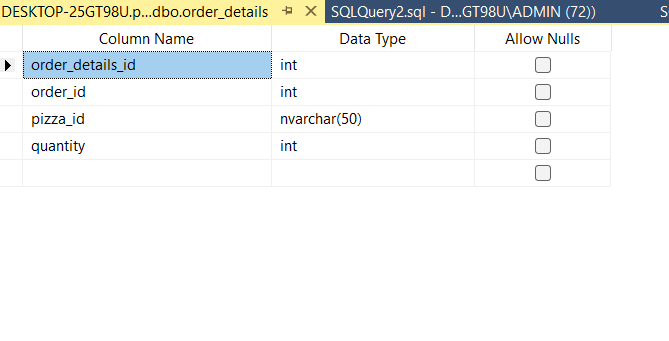 DESKTOP-25GT98U.p...dbo.order_details SQLQuery2.sql - D...GT98U\ADMIN (72)) S
Column Name Data Type Allow Nulls
order_details_id int
order_id int
pizza_id nvarchar(50)
quantity int